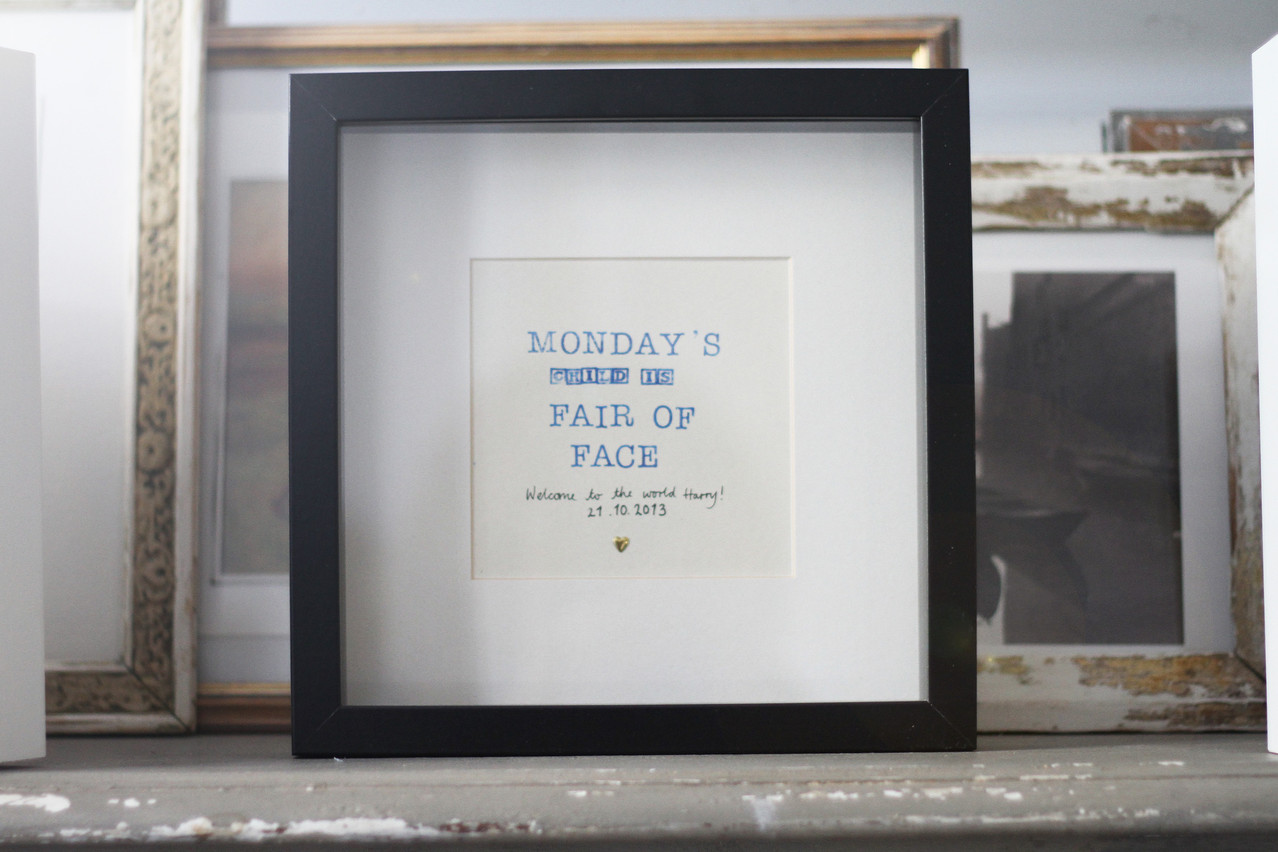 MONDAY'S
CHILD IS
FAIR OF
FACE
Welcome to the world Harry!
21.10.2013